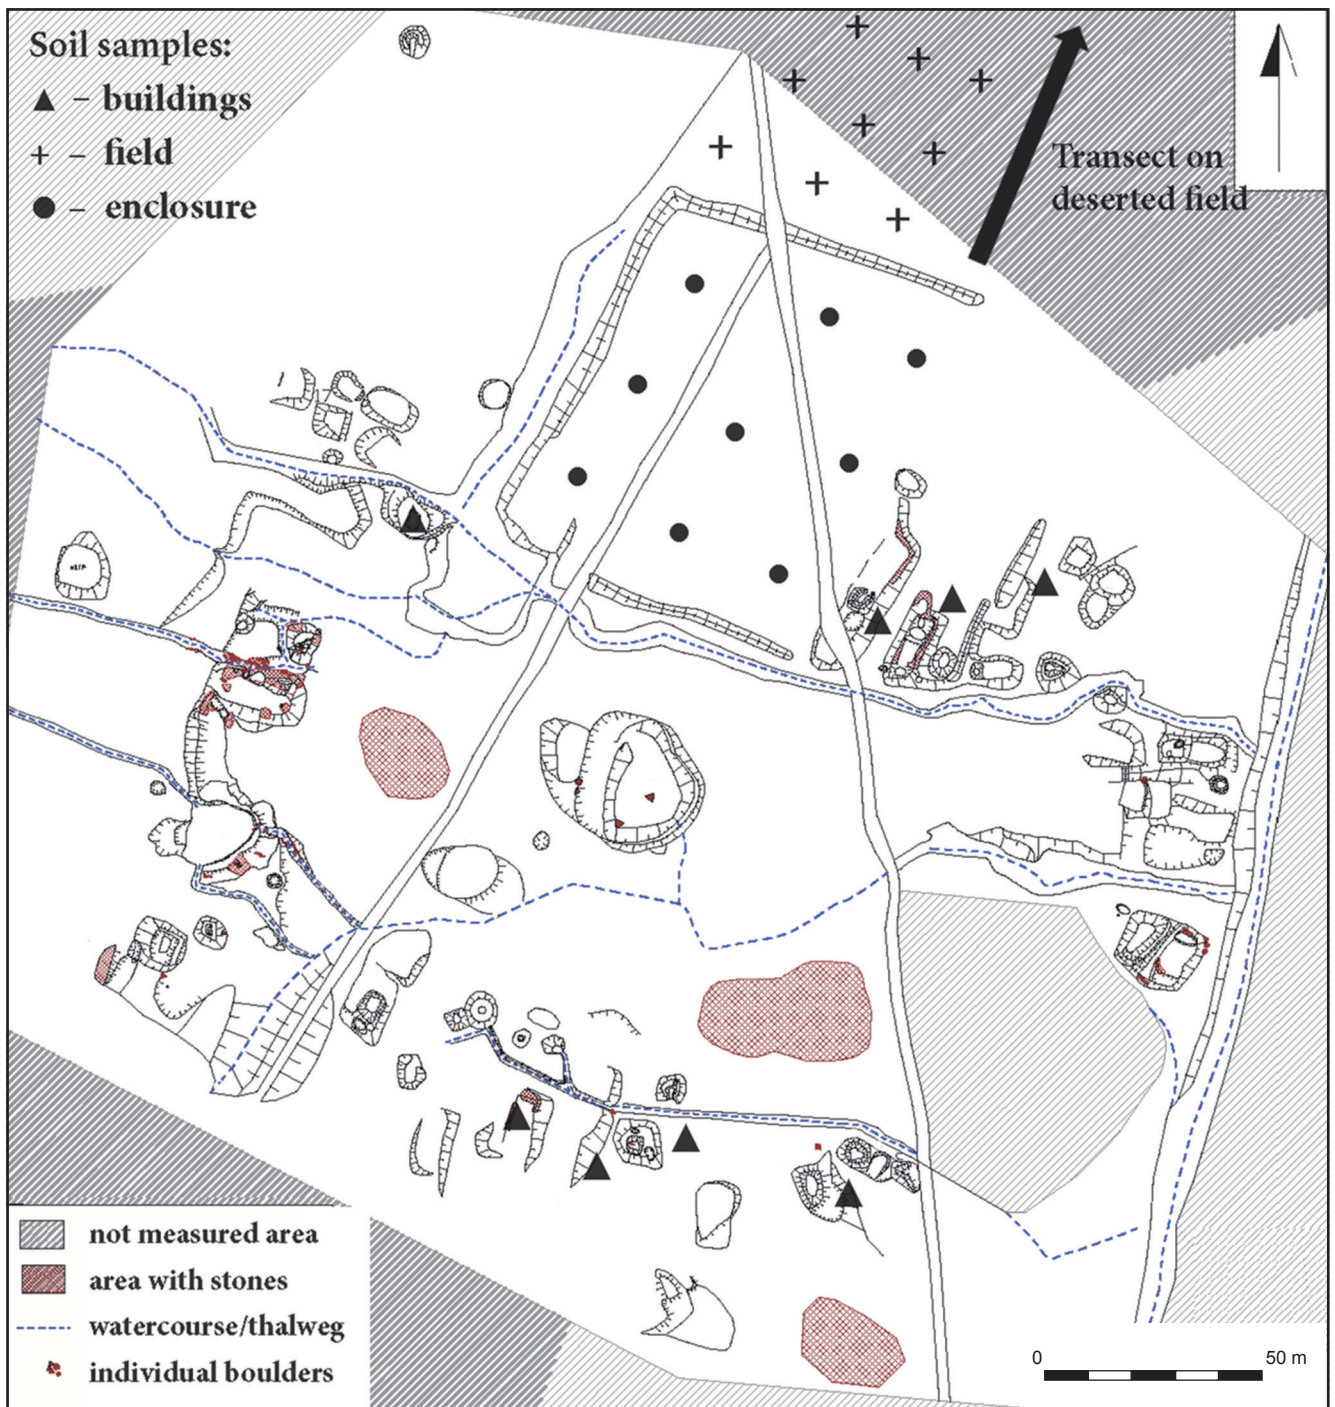 Soil samples:
▲ – buildings
+ – field
● – enclosure
Transect on
deserted field
not measured area
area with stones
watercourse/thalweg
individual boulders
0 50 m